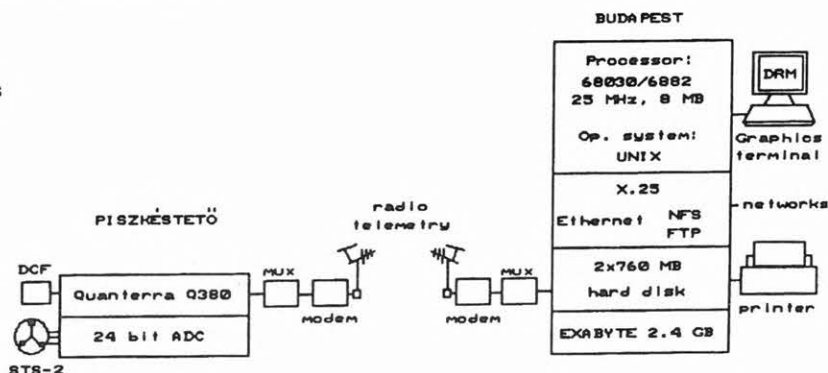 BUDAPEST
Processor:
68030/6882
25 MHz, 8 MB
Op. system:
UNIX
DRM
Graphics
terminal
X.25
Ethernet NFS
FTP
networks
2x760 MB
hard disk
printer
EXABYTE 2.4 GB
PISZKÉSTETŐ
radio
telemetry
DCF
Quanterra Q380
MUX
modem
24 bit ADC
STS-2
MUX
modem